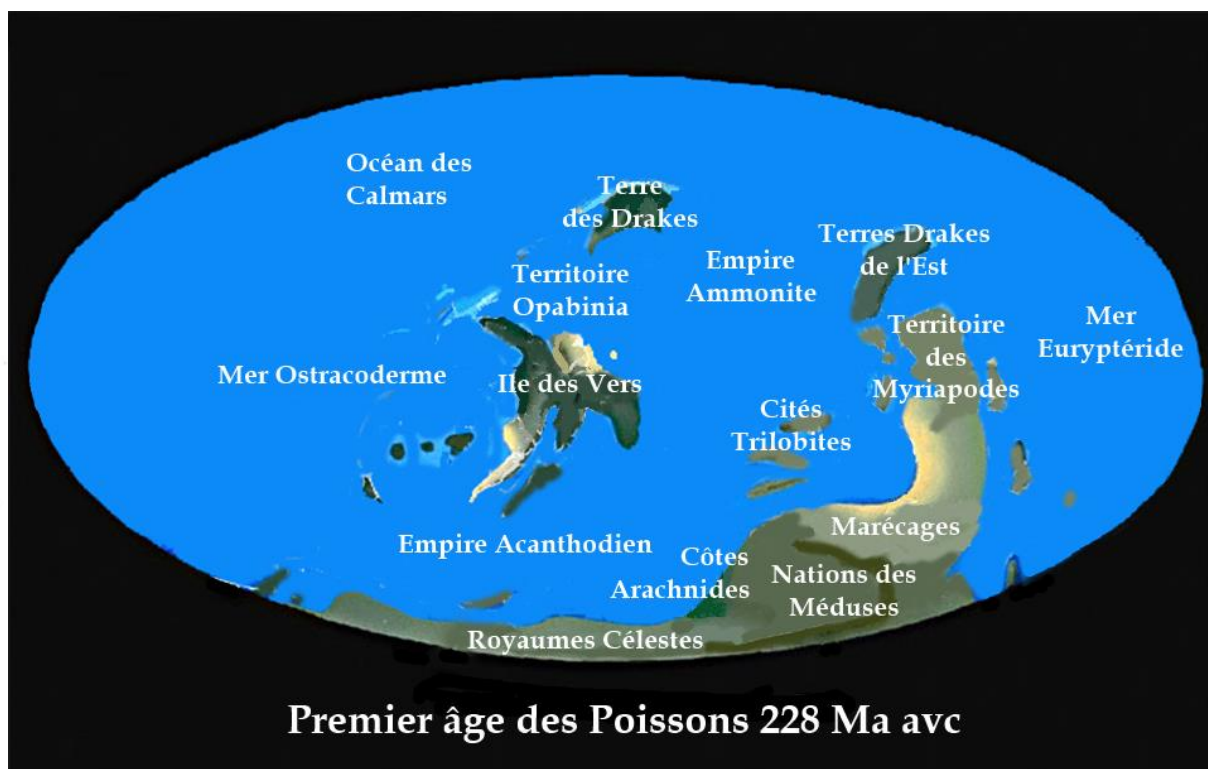 Océan des
Calmars
Terre
des Drakes
Terres Drakes
de l'Est
Empire
Ammonite
Territoire
Opabinia
Territoire
des
Myriapodes
Mer
Euryptéride
Mer Ostracoderme
Ile des Vers
Cités
Trilobites
Marécages
Empire Acanthodien
Côtes
Arachnides
Nations des
Méduses
Royaumes Célestes
Premier âge des Poissons 228 Ma avc